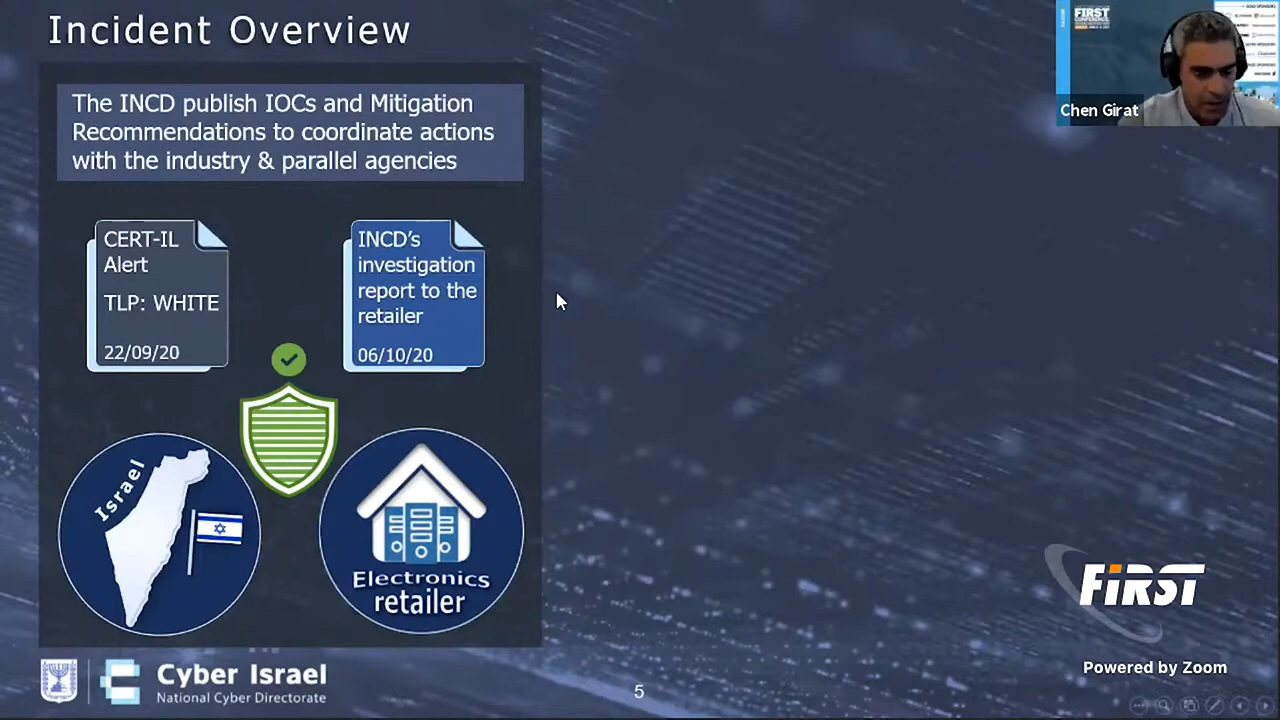 Incident Overview
The INCD publish IOCs and Mitigation
Recommendations to coordinate actions
with the industry & parallel agencies
CERT-IL
Alert
TLP: WHITE
22/09/20
INCD's
investigation
report to the
retailer
06/10/20
Israel
Electronics
retailer
Cyber Israel
National Cyber Directorate
5
FIRST
CONFERENCE
Chen Girat
FiRST
Powered by Zoom